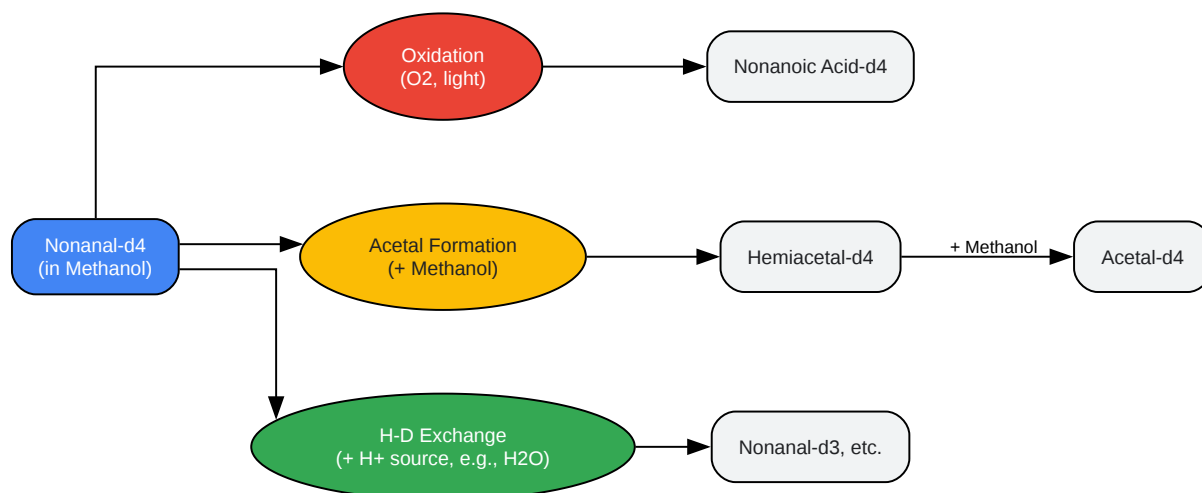 Oxidation
(O2, light)
Nonanoic Acid-d4
Nonanal-d4
(in Methanol)
Acetal Formation
(+ Methanol)
Hemiacetal-d4
+ Methanol
Acetal-d4
H-D Exchange
(+ H+ source, e.g., H2O)
Nonanal-d3, etc.